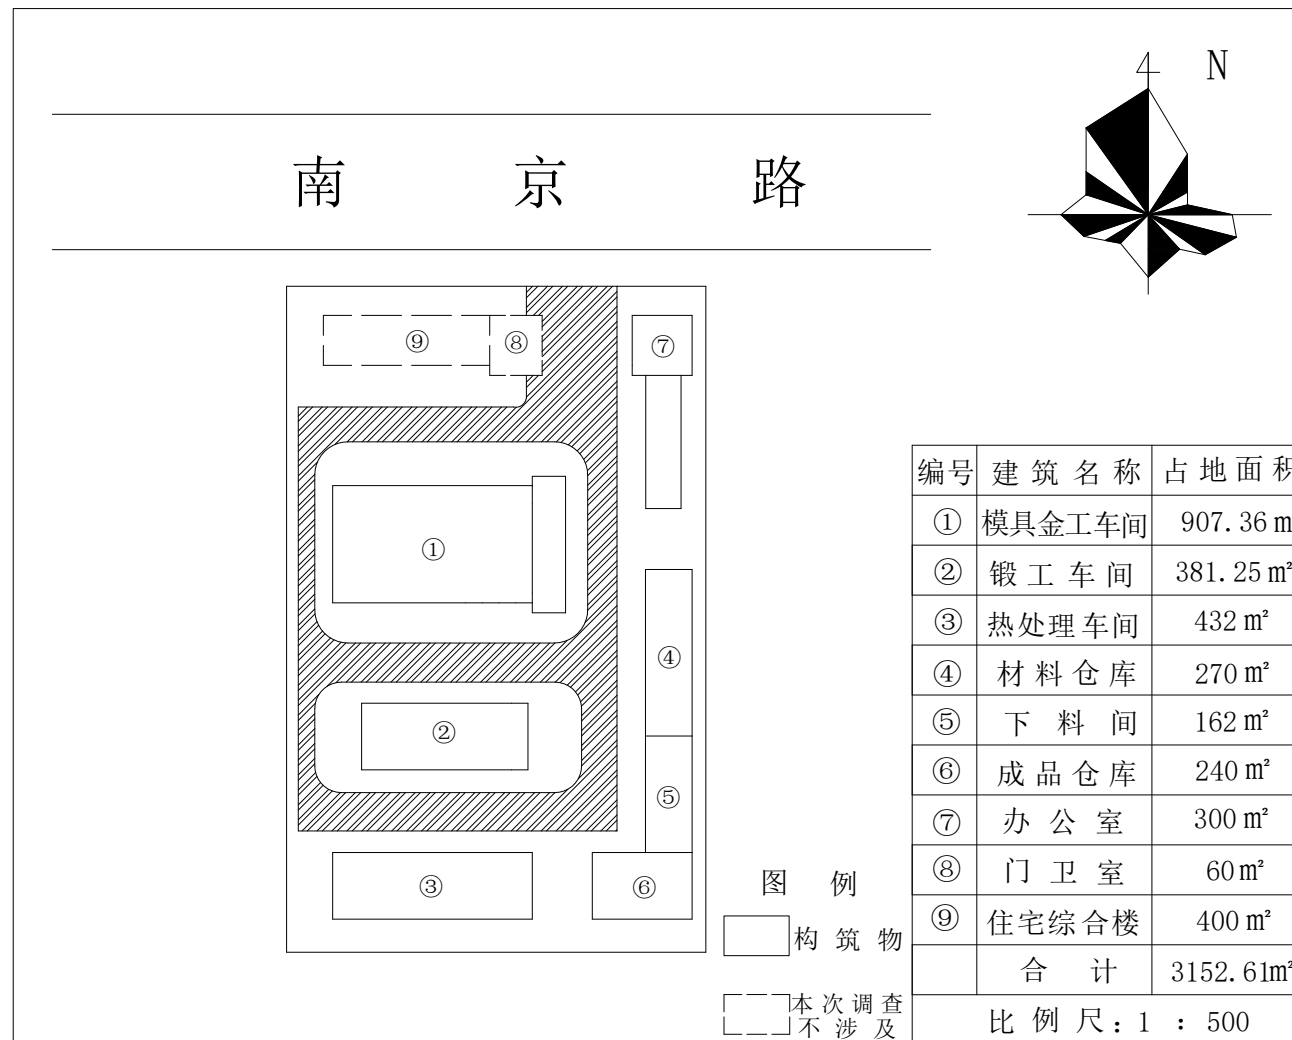 N
南京路
⑨ ⑧ ⑦
①
④
②
⑤
③ ⑥
编号 建筑名称 占地面积
① 模具金工车间 907.36m
② 锻工车间 381.25m²
③ 热处理车间 432m²
④ 材料仓库 270m²
⑤ 下料间 162m²
⑥ 成品仓库 240m²
⑦ 办公室 300m²
⑧ 门卫室 60m²
⑨ 住宅综合楼 400m²
合计 3152.61m²
比例尺:1:500
图例
构筑物
本次调查
不涉及